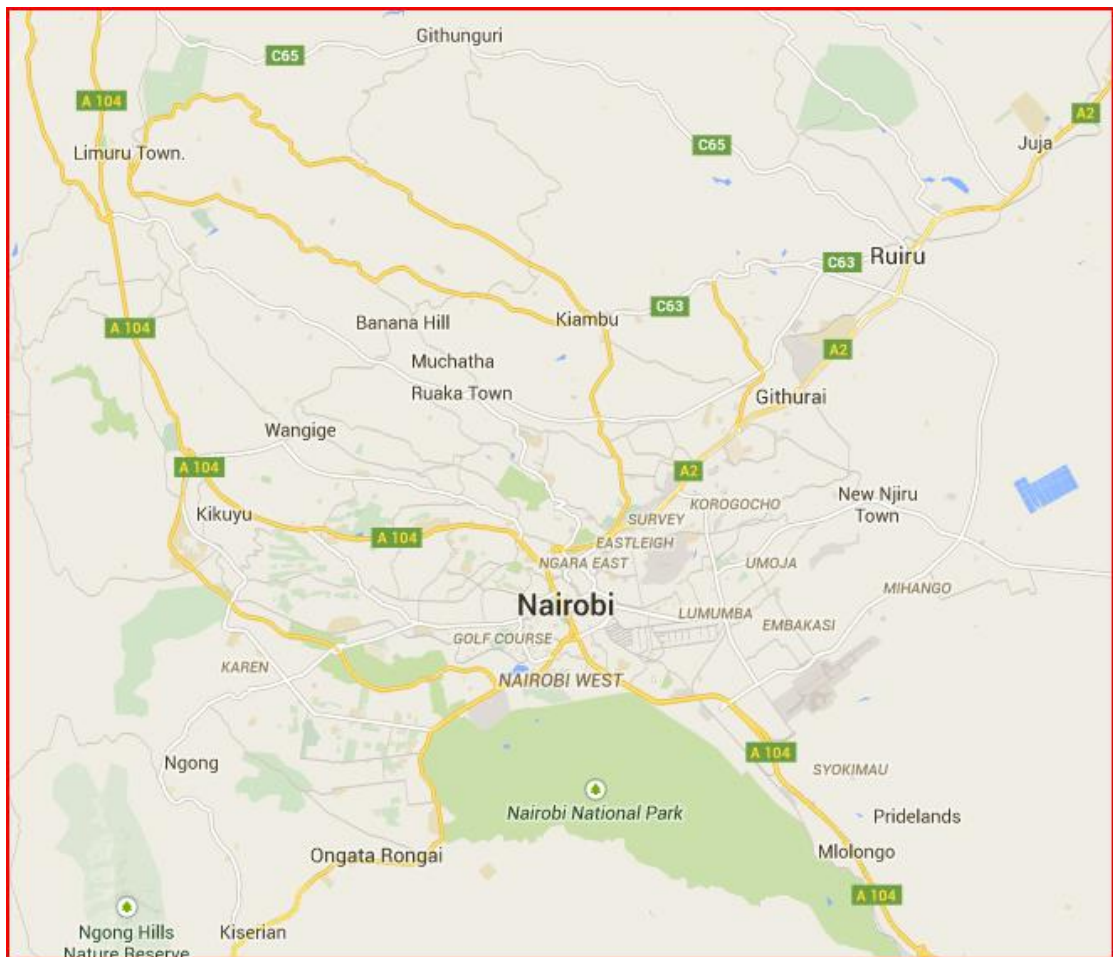 Githunguri
C65
A 104
A2
C65
Juja
Limuru Town.
Ruiru
C63
C63
Kiambu
Banana Hill
A 104
A2
Muchatha
Ruaka Town
Githurai
Wangige
A 104
A2
New Njiru
Town
KOROGOCHO
Kikuyu
SURVEY
A 104
EASTLEIGH
NGARA EAST
UMOJA
MIHANGO
Nairobi
LUMUMBA
EMBAKASI
GOLF COURSE
KAREN
NAIROBI WEST
A 104
Ngong
SYOKIMAU
Nairobi National Park
Pridelands
Mlolongo
Ongata Rongai
A 104
Ngong Hills
Nature Reserve
Kiserian